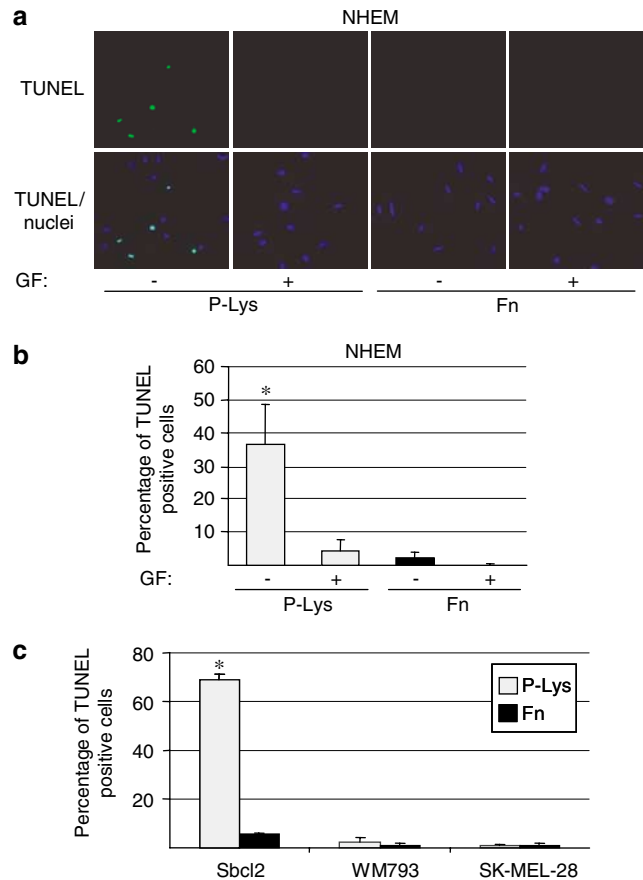 a
NHEM
TUNEL
TUNEL/
nuclei
GF: - + - +
P-Lys Fn
b
NHEM
Percentage of TUNEL
positive cells
60
50
40
30
20
10
*
GF: - + - +
P-Lys Fn
c
Percentage of TUNEL
positive cells
80
60
40
20
*
P-Lys
Fn
Sbcl2 WM793 SK-MEL-28